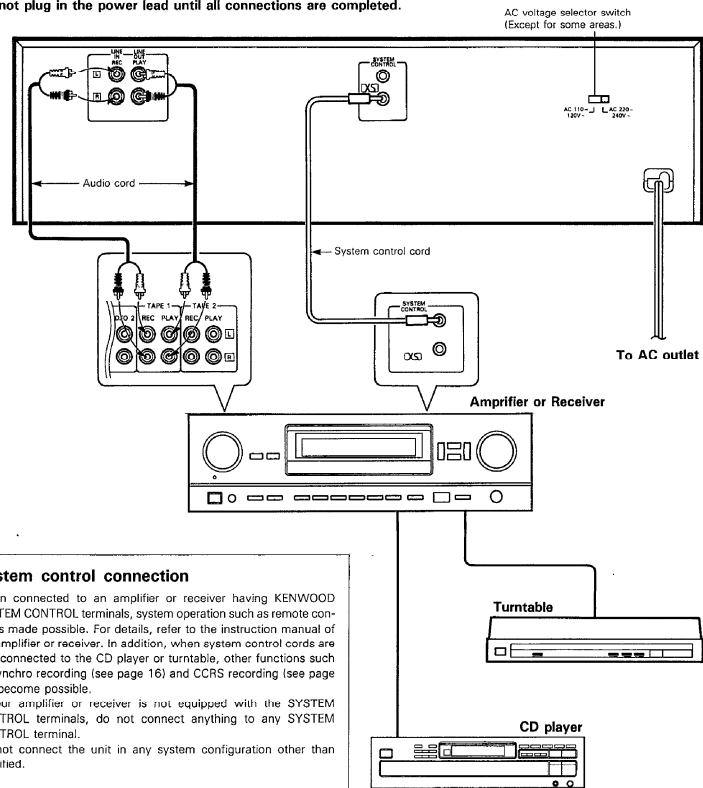 not plug in the power lead until all connections are completed.
AC voltage selector switch
(Except for some areas.)
LINE IN REC
LINE OUT PLAY
L
R
SYSTEM CONTROL
XS
AC 110- 120V~
AC 220- 240V~
Audio cord
System control cord
TAPE 1
TAPE 2
REC
PLAY
REC
PLAY
L
R
SYSTEM CONTROL
XS
To AC outlet
Amprifier or Receiver
stem control connection
n connected to an amplifier or receiver having KENWOOD
TEM CONTROL terminals, system operation such as remote con-
s made possible. For details, refer to the instruction manual of
amplifier or receiver. In addition, when system control cords are
connected to the CD player or turntable, other functions such
ynchro recording (see page 16) and CCRS recording (see page
become possible.
ur amplifier or receiver is not equipped with the SYSTEM
TROL terminals, do not connect anything to any SYSTEM
TROL terminal.
not connect the unit in any system configuration other than
ified.
Turntable
CD player